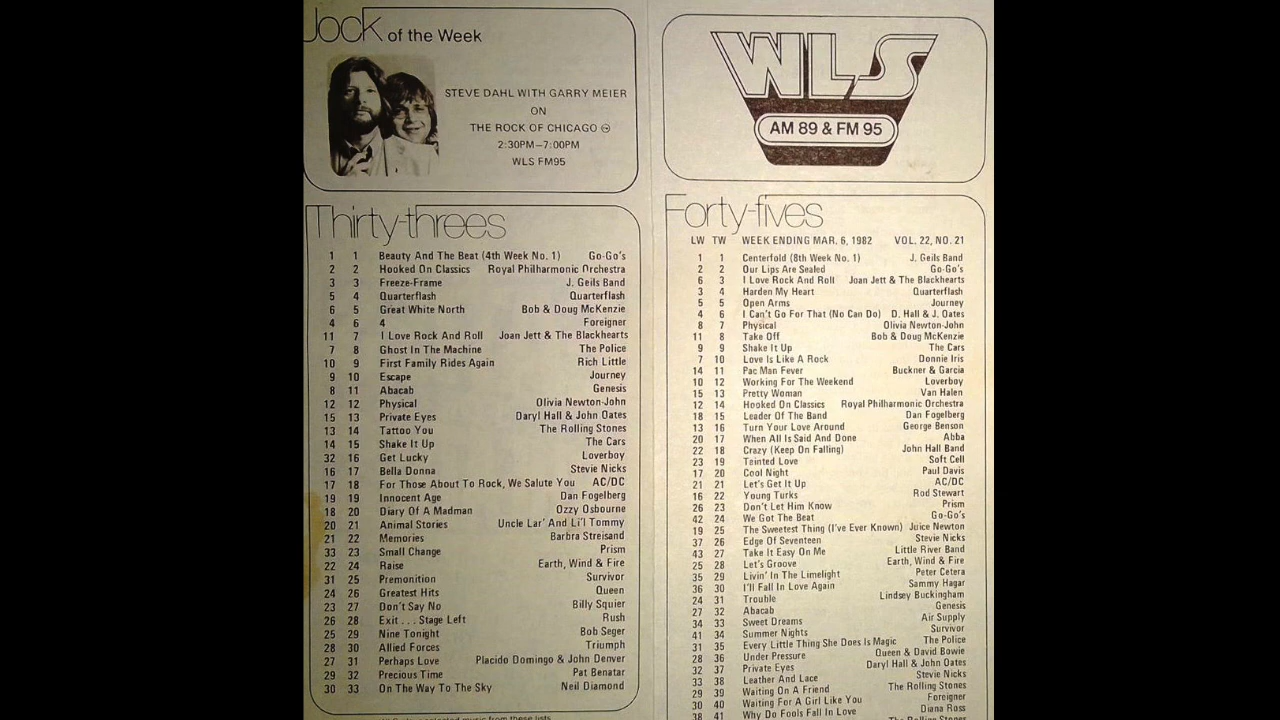 Jock of the Week
STEVE DAHL WITH GARRY MEIER
ON
THE ROCK OF CHICAGO
2:30PM–7:00PM
WLS FM95
Thirty-threes
1 1 Beauty And The Beat (4th Week No. 1) Go-Go's
2 2 Hooked On Classics Royal Philharmonic Orchestra
3 3 Freeze-Frame J. Geils Band
5 4 Quarterflash Quarterflash
6 5 Great White North Bob & Doug McKenzie
4 6 4 Foreigner
11 7 I Love Rock And Roll Joan Jett & The Blackhearts
7 8 Ghost In The Machine The Police
10 9 First Family Rides Again Rich Little
9 10 Escape Journey
8 11 Abacab Genesis
12 12 Physical Olivia Newton-John
15 13 Private Eyes Daryl Hall & John Oates
13 14 Tattoo You The Rolling Stones
14 15 Shake It Up The Cars
32 16 Get Lucky Loverboy
16 17 Bella Donna Stevie Nicks
17 18 For Those About To Rock, We Salute You AC/DC
19 19 Innocent Age Dan Fogelberg
18 20 Diary Of A Madman Ozzy Osbourne
20 21 Animal Stories Uncle Lar' And Li'l Tommy
21 22 Memories Barbra Streisand
33 23 Small Change Prism
22 24 Raise Earth, Wind & Fire
31 25 Premonition Survivor
24 26 Greatest Hits Queen
23 27 Don't Say No Billy Squier
26 28 Exit . . . Stage Left Rush
25 29 Nine Tonight Bob Seger
28 30 Allied Forces Triumph
27 31 Perhaps Love Placido Domingo & John Denver
29 32 Precious Time Pat Benatar
30 33 On The Way To The Sky Neil Diamond
selected music from these lists
WLS
AM 89 & FM 95
Forty-fives
LW TW WEEK ENDING MAR. 6, 1982 VOL. 22, NO. 21
1 1 Centerfold (8th Week No. 1) J. Geils Band
2 2 Our Lips Are Sealed Go-Go's
6 3 I Love Rock And Roll Joan Jett & The Blackhearts
3 4 Harden My Heart Quarterflash
5 5 Open Arms Journey
4 6 I Can't Go For That (No Can Do) D. Hall & J. Oates
8 7 Physical Olivia Newton-John
11 8 Take Off Bob & Doug McKenzie
9 9 Shake It Up The Cars
7 10 Love Is Like A Rock Donnie Iris
14 11 Pac Man Fever Buckner & Garcia
10 12 Working For The Weekend Loverboy
15 13 Pretty Woman Van Halen
12 14 Hooked On Classics Royal Philharmonic Orchestra
18 15 Leader Of The Band Dan Fogelberg
13 16 Turn Your Love Around George Benson
20 17 When All Is Said And Done Abba
22 18 Crazy (Keep On Falling) John Hall Band
23 19 Teinted Love Soft Cell
17 20 Cool Night Paul Davis
21 21 Let's Get It Up AC/DC
16 22 Young Turks Rod Stewart
26 23 Don't Let Him Know Prism
42 24 We Got The Beat Go-Go's
19 25 The Sweetest Thing (I've Ever Known) Juice Newton
37 26 Edge Of Seventeen Stevie Nicks
43 27 Take It Easy On Me Little River Band
25 28 Let's Groove Earth, Wind & Fire
35 29 Livin' In The Limelight Peter Cetera
36 30 I'll Fall In Love Again Sammy Hagar
24 31 Trouble Lindsey Buckingham
27 32 Abacab Genesis
34 33 Sweet Dreams Air Supply
41 34 Summer Nights Survivor
31 35 Every Little Thing She Does Is Magic The Police
28 36 Under Pressure Queen & David Bowie
32 37 Private Eyes Daryl Hall & John Oates
33 38 Leather And Lace Stevie Nicks
29 39 Waiting On A Friend The Rolling Stones
30 40 Waiting For A Girl Like You Foreigner
38 41 Why Do Fools Fall In Love Diana Ross
The Rolling Stones